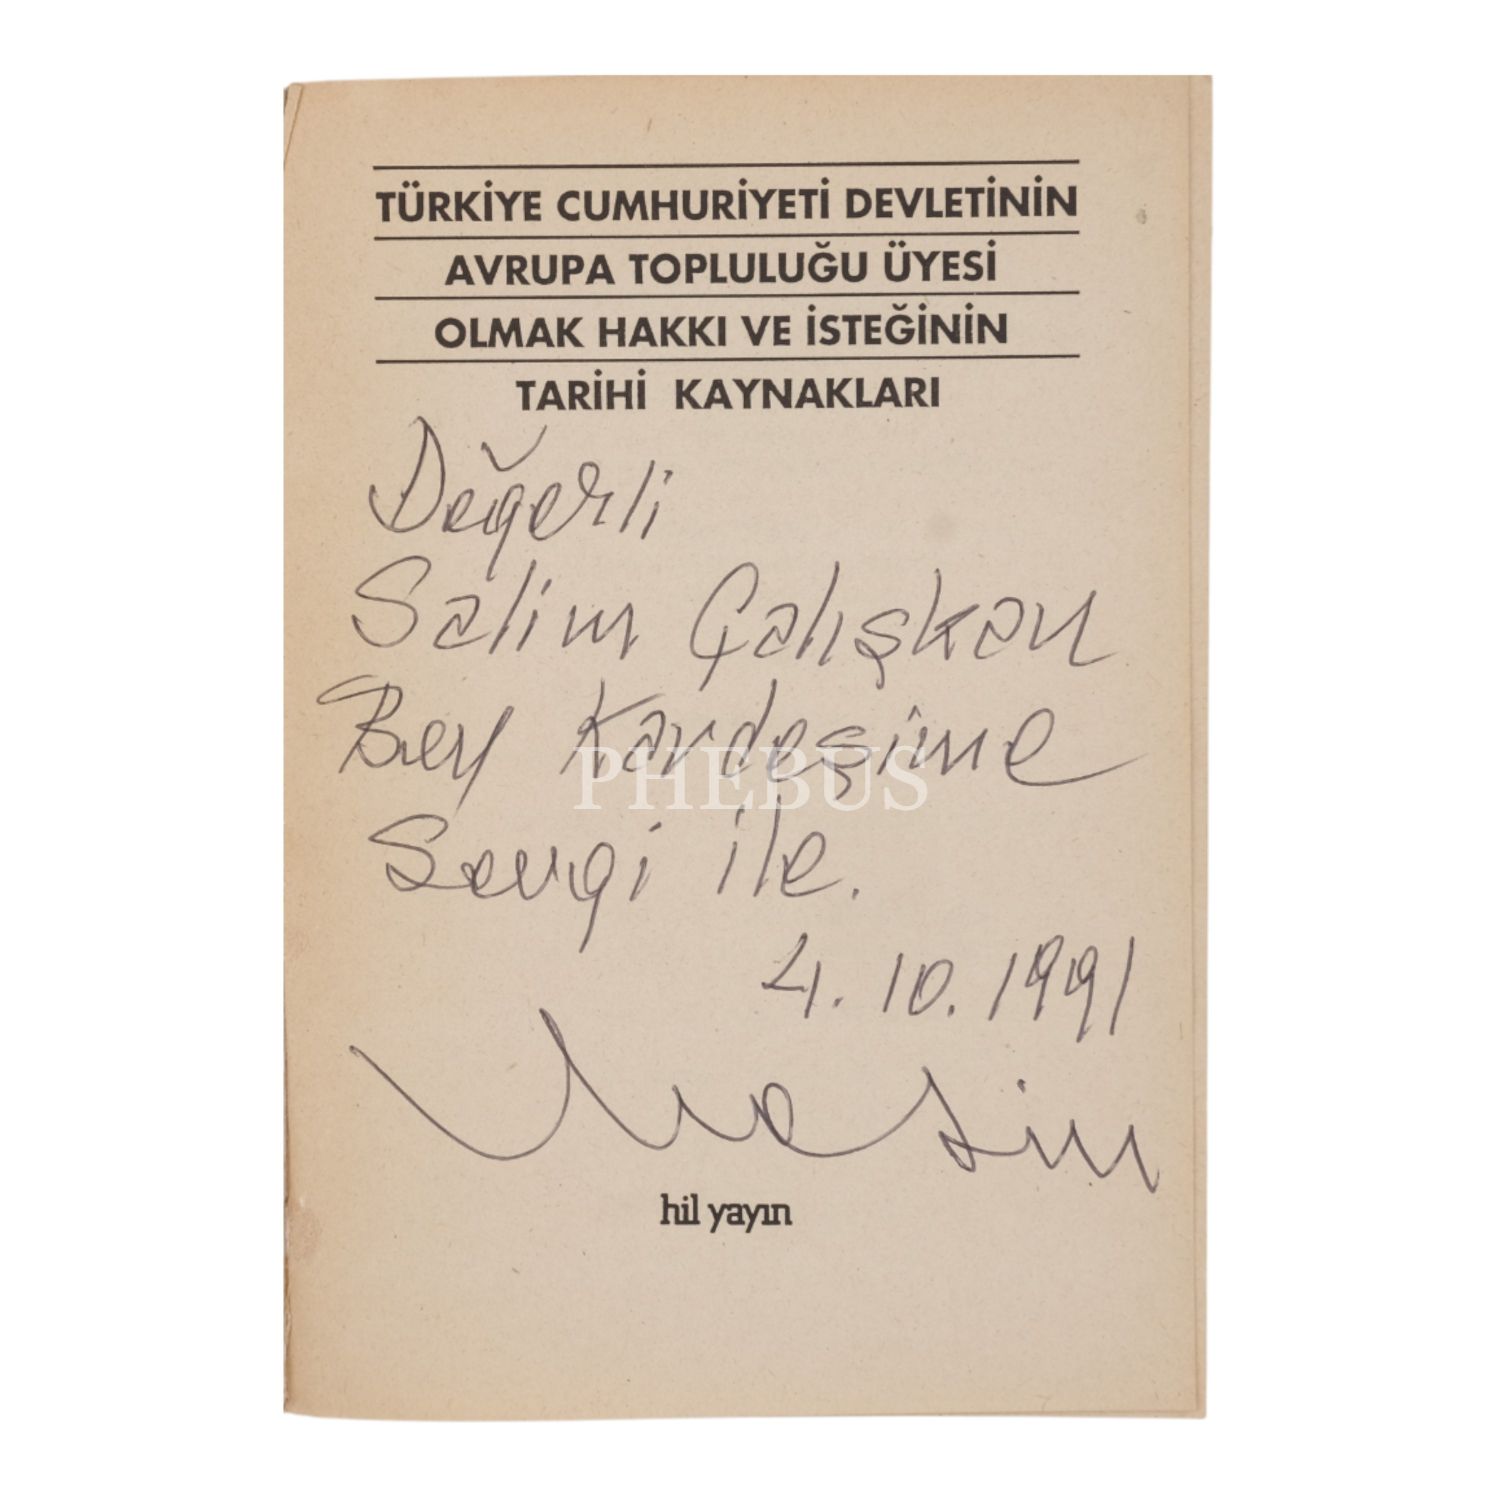 TÜRKİYE CUMHURİYETİ DEVLETİNİN
AVRUPA TOPLULUĞU ÜYESİ
OLMAK HAKKI VE İSTEĞİNİN
TARİHİ KAYNAKLARI
Değerli
Salim Çalışkan
Bey Kardeşime
Sevgi ile.
PHEBUS
4.10.1991
hil yayın